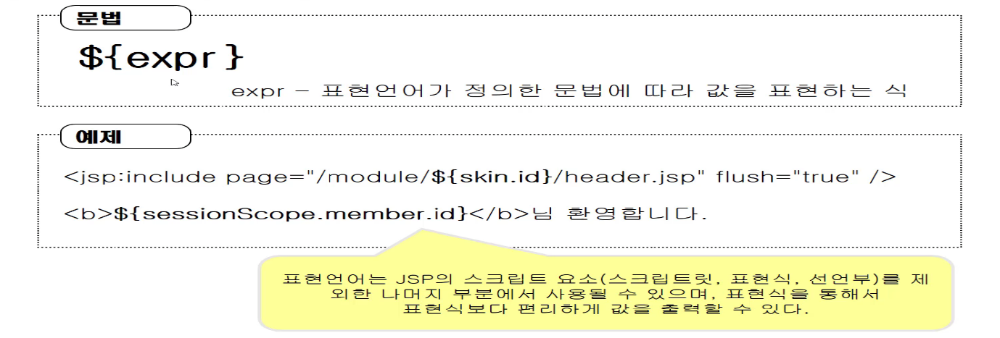 문법
${expr}
expr - 표현언어가 정의한 문법에 따라 값을 표현하는 식
예제
<jsp:include page="/module/${skin.id}/header.jsp" flush="true" />
<b>${sessionScope.member.id}</b>님 환영합니다.
표현언어는 JSP의 스크립트 요소(스크립트릿, 표현식, 선언부)를 제
외한 나머지 부분에서 사용될 수 있으며, 표현식을 통해서
표현식보다 편리하게 값을 출력할 수 있다.